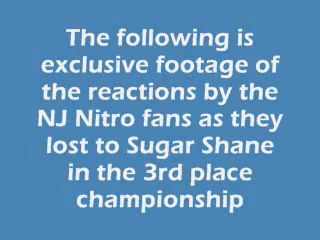 The following is
exclusive footage of
the reactions by the
NJ Nitro fans as they
lost to Sugar Shane
in the 3rd place
championship